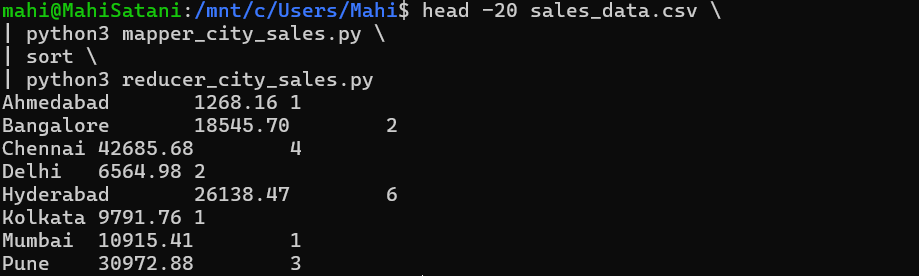 mahi@MahiSatani:/mnt/c/Users/Mahi$ head -20 sales_data.csv \
| python3 mapper_city_sales.py \
| sort \
| python3 reducer_city_sales.py
Ahmedabad	1268.16	1
Bangalore	18545.70	2
Chennai	42685.68	4
Delhi	6564.98	2
Hyderabad	26138.47	6
Kolkata	9791.76	1
Mumbai	10915.41	1
Pune	30972.88	3